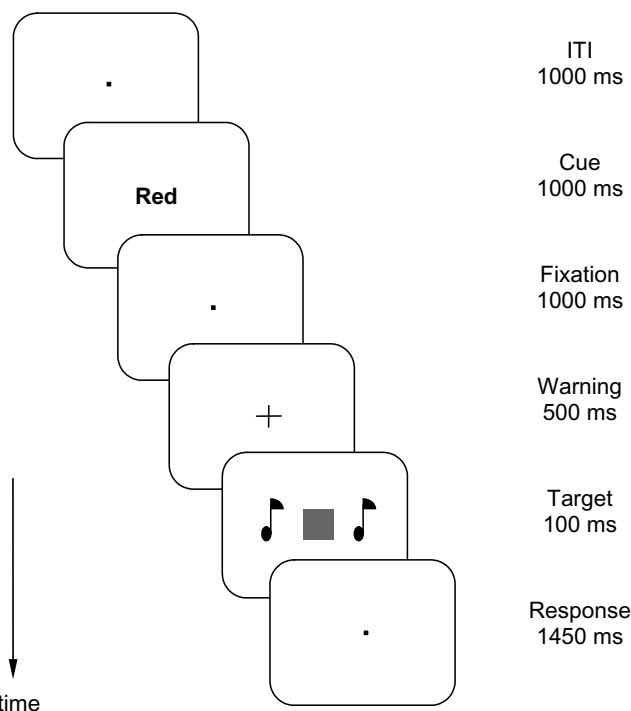 ITI
1000 ms
Cue
1000 ms
Red
Fixation
1000 ms
Warning
500 ms
Target
100 ms
Response
1450 ms
time